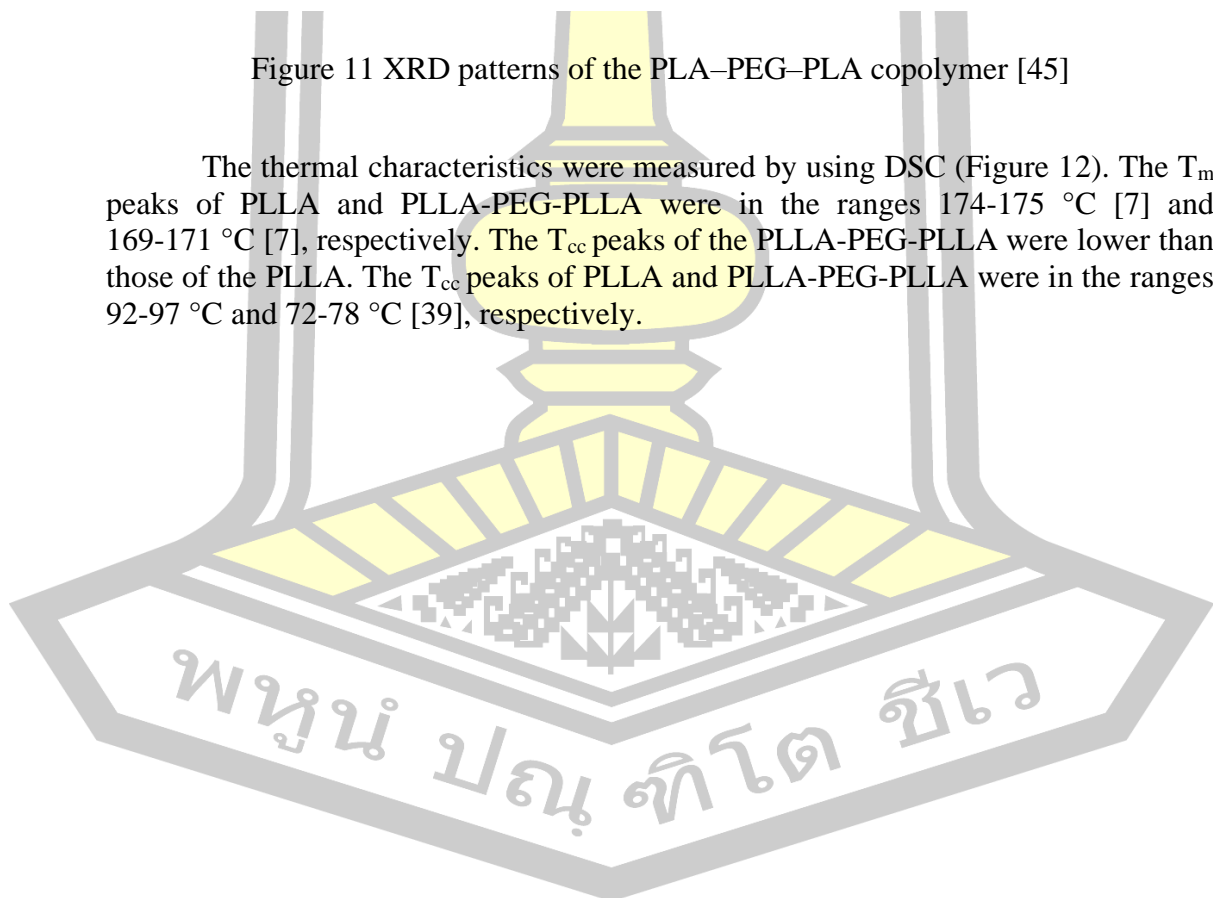 Figure 11 XRD patterns of the PLA–PEG–PLA copolymer [45]
The thermal characteristics were measured by using DSC (Figure 12). The Tm
peaks of PLLA and PLLA-PEG-PLLA were in the ranges 174-175 °C [7] and
169-171 °C [7], respectively. The Tcc peaks of the PLLA-PEG-PLLA were lower than
those of the PLLA. The Tcc peaks of PLLA and PLLA-PEG-PLLA were in the ranges
92-97 °C and 72-78 °C [39], respectively.
พหูนํ ปณฺ ฑิโต ชีเว